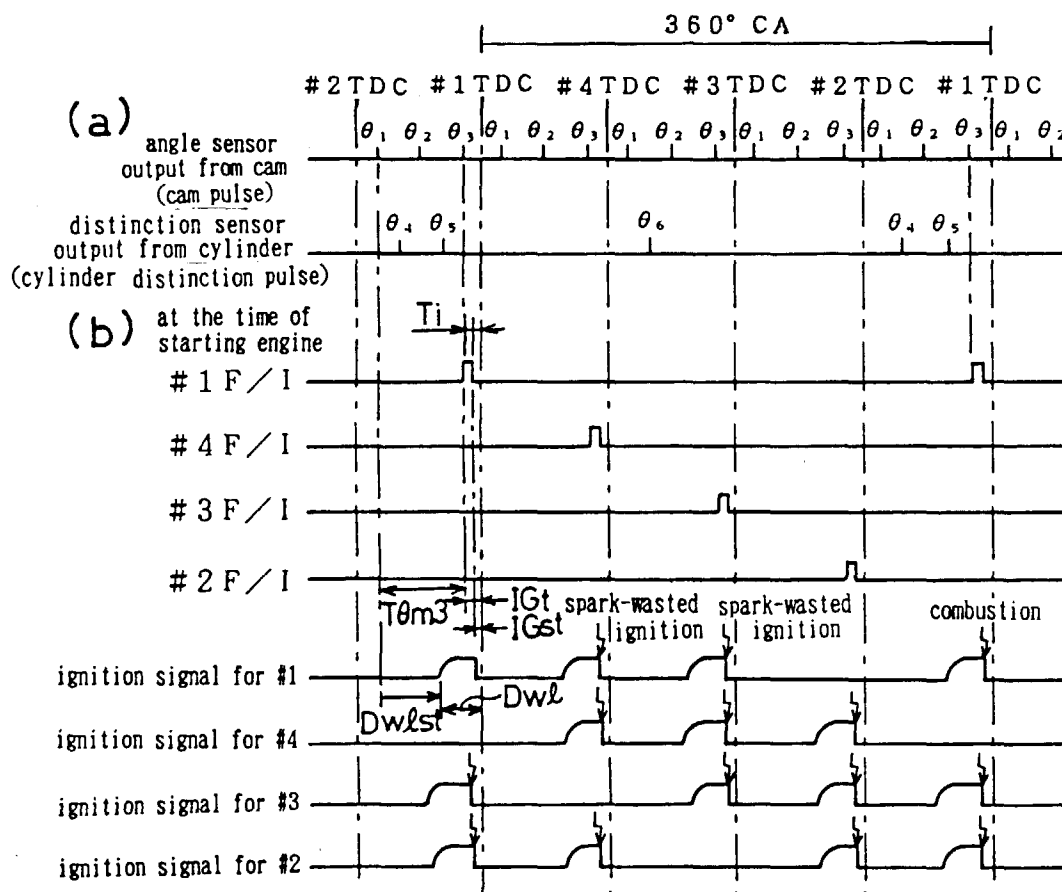 360° CA
#2TDC #1TDC #4TDC #3TDC #2TDC #1TDC
(a)
θ1 θ2 θ3 θ1 θ2 θ3 θ1 θ2 θ3 θ1 θ2 θ3 θ1 θ2 θ3 θ1 θ2
angle sensor
output from cam
(cam pulse)
distinction sensor
output from cylinder
(cylinder distinction pulse)
θ4 θ5 θ6 θ4 θ5
(b)
at the time of
starting engine
Ti
#1F/I
#4F/I
#3F/I
#2F/I
Tθm3
IGt
IGst
spark-wasted
ignition
spark-wasted
ignition
combustion
ignition signal for #1
Dwlst
Dwl
ignition signal for #4
ignition signal for #3
ignition signal for #2